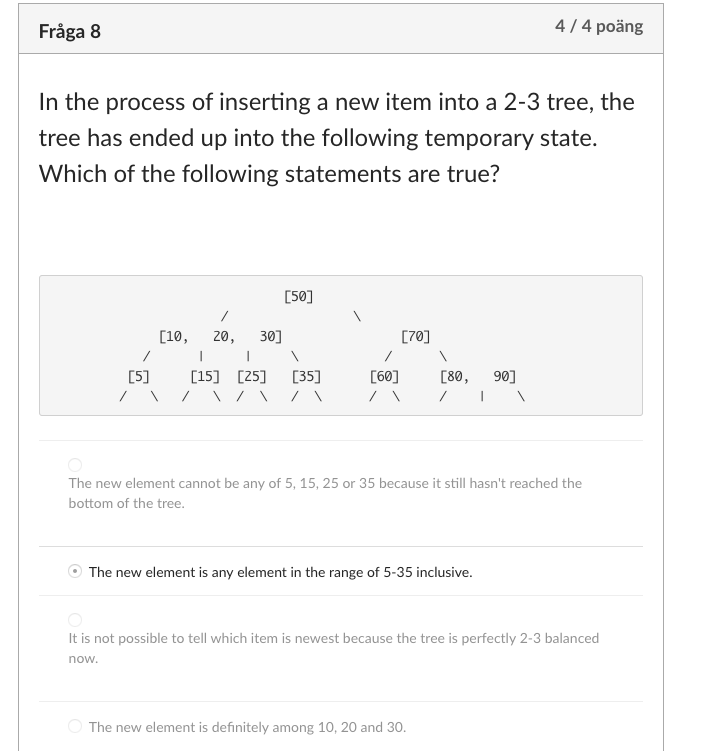 Fråga 8
4 / 4 poäng
In the process of inserting a new item into a 2-3 tree, the
tree has ended up into the following temporary state.
Which of the following statements are true?
[50]
/ \
[10, 20, 30] [70]
/ | | \ / \
[5] [15] [25] [35] [60] [80, 90]
/ \ / \ / \ / \ / \ / | \
The new element cannot be any of 5, 15, 25 or 35 because it still hasn't reached the
bottom of the tree.
The new element is any element in the range of 5-35 inclusive.
It is not possible to tell which item is newest because the tree is perfectly 2-3 balanced
now.
The new element is definitely among 10, 20 and 30.